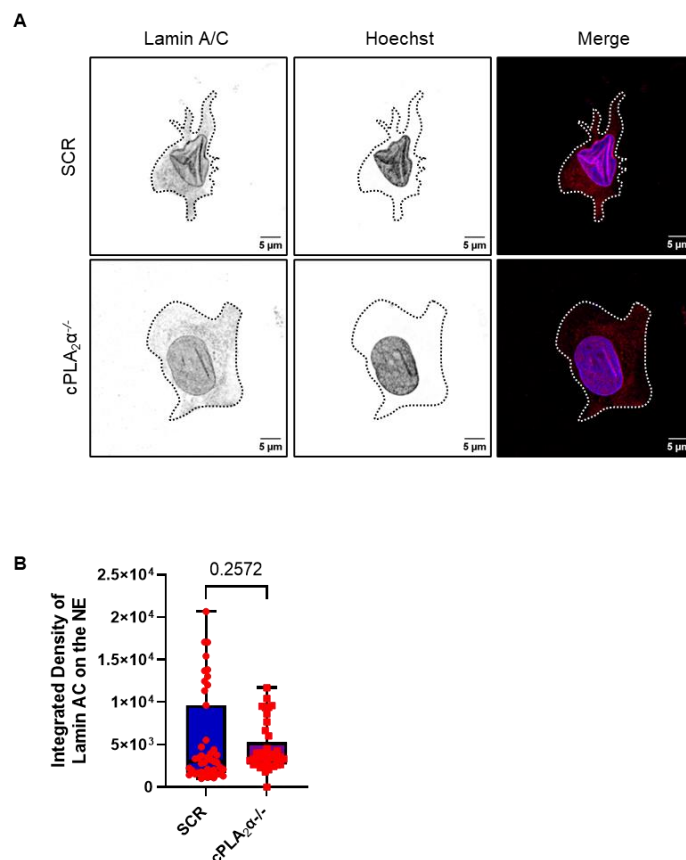 A
Lamin A/C Hoechst Merge
SCR
5 µm 5 µm 5 µm
cPLA₂α⁻/⁻
5 µm 5 µm 5 µm
B
0.2572
Integrated Density of
Lamin AC on the NE
2.5×10⁴
2×10⁴
1.5×10⁴
1×10⁴
5×10³
0
SCR
cPLA₂α-/-